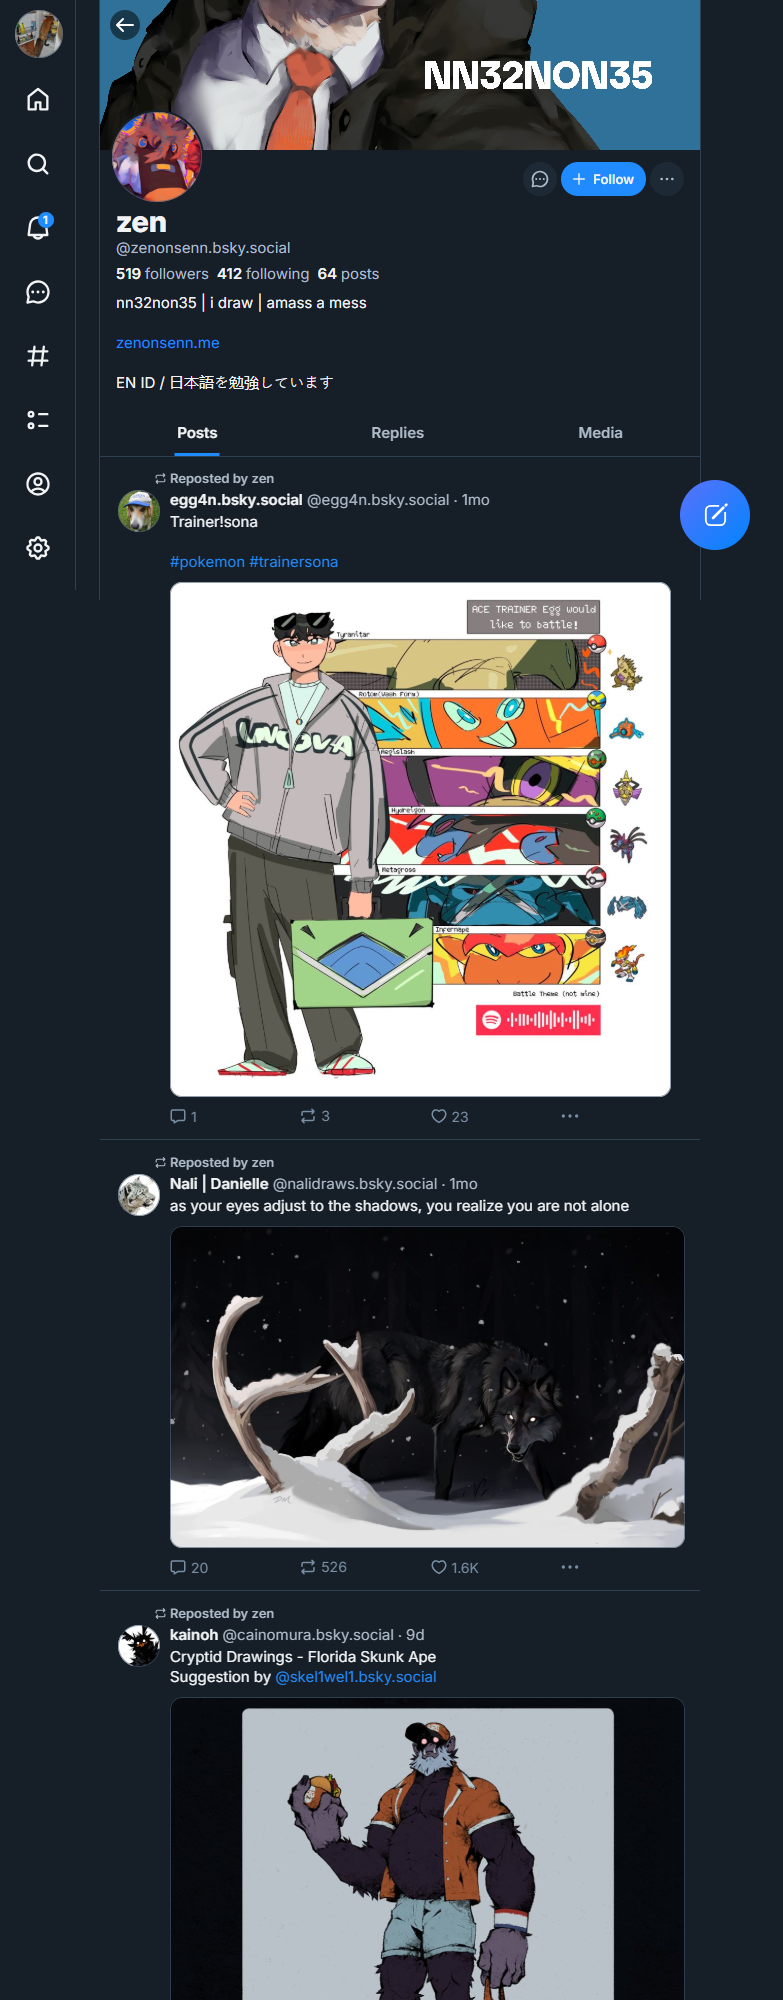 NN32NON35
+ Follow
1
zen
@zenonsenn.bsky.social
519 followers 412 following 64 posts
nn32non35 | i draw | amass a mess
zenonsenn.me
EN ID / 日本語を勉強しています
Posts Replies Media
Reposted by zen
egg4n.bsky.social @egg4n.bsky.social · 1mo
Trainer!sona
#pokemon #trainersona
ACE TRAINER Egg would
like to battle!
Tyranitar
Rotom(Wash Form)
UNOVA
Aegislash
Hydreigon
Metagross
Infernape
Battle Theme (not mine)
1 3 23
Reposted by zen
Nali | Danielle @nalidraws.bsky.social · 1mo
as your eyes adjust to the shadows, you realize you are not alone
20 526 1.6K
Reposted by zen
kainoh @cainomura.bsky.social · 9d
Cryptid Drawings - Florida Skunk Ape
Suggestion by @skel1wel1.bsky.social